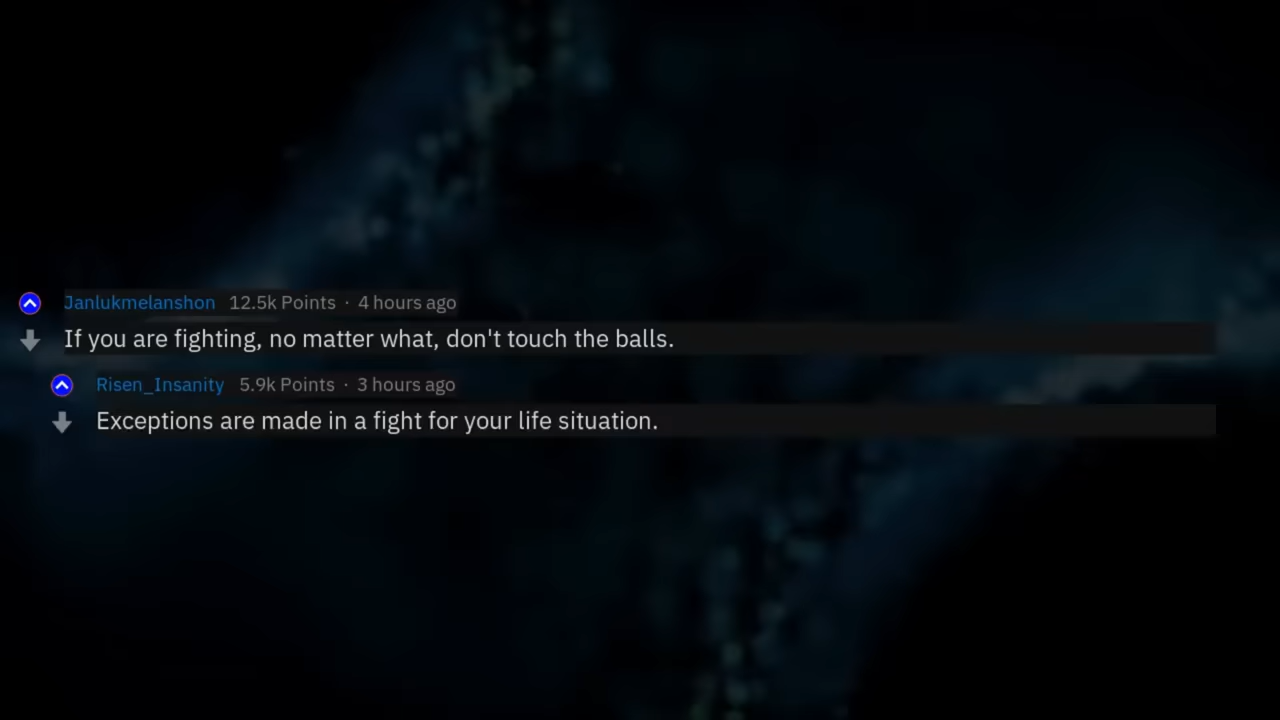 Janlukmelanshon 12.5k Points · 4 hours ago
If you are fighting, no matter what, don't touch the balls.
Risen_Insanity 5.9k Points · 3 hours ago
Exceptions are made in a fight for your life situation.